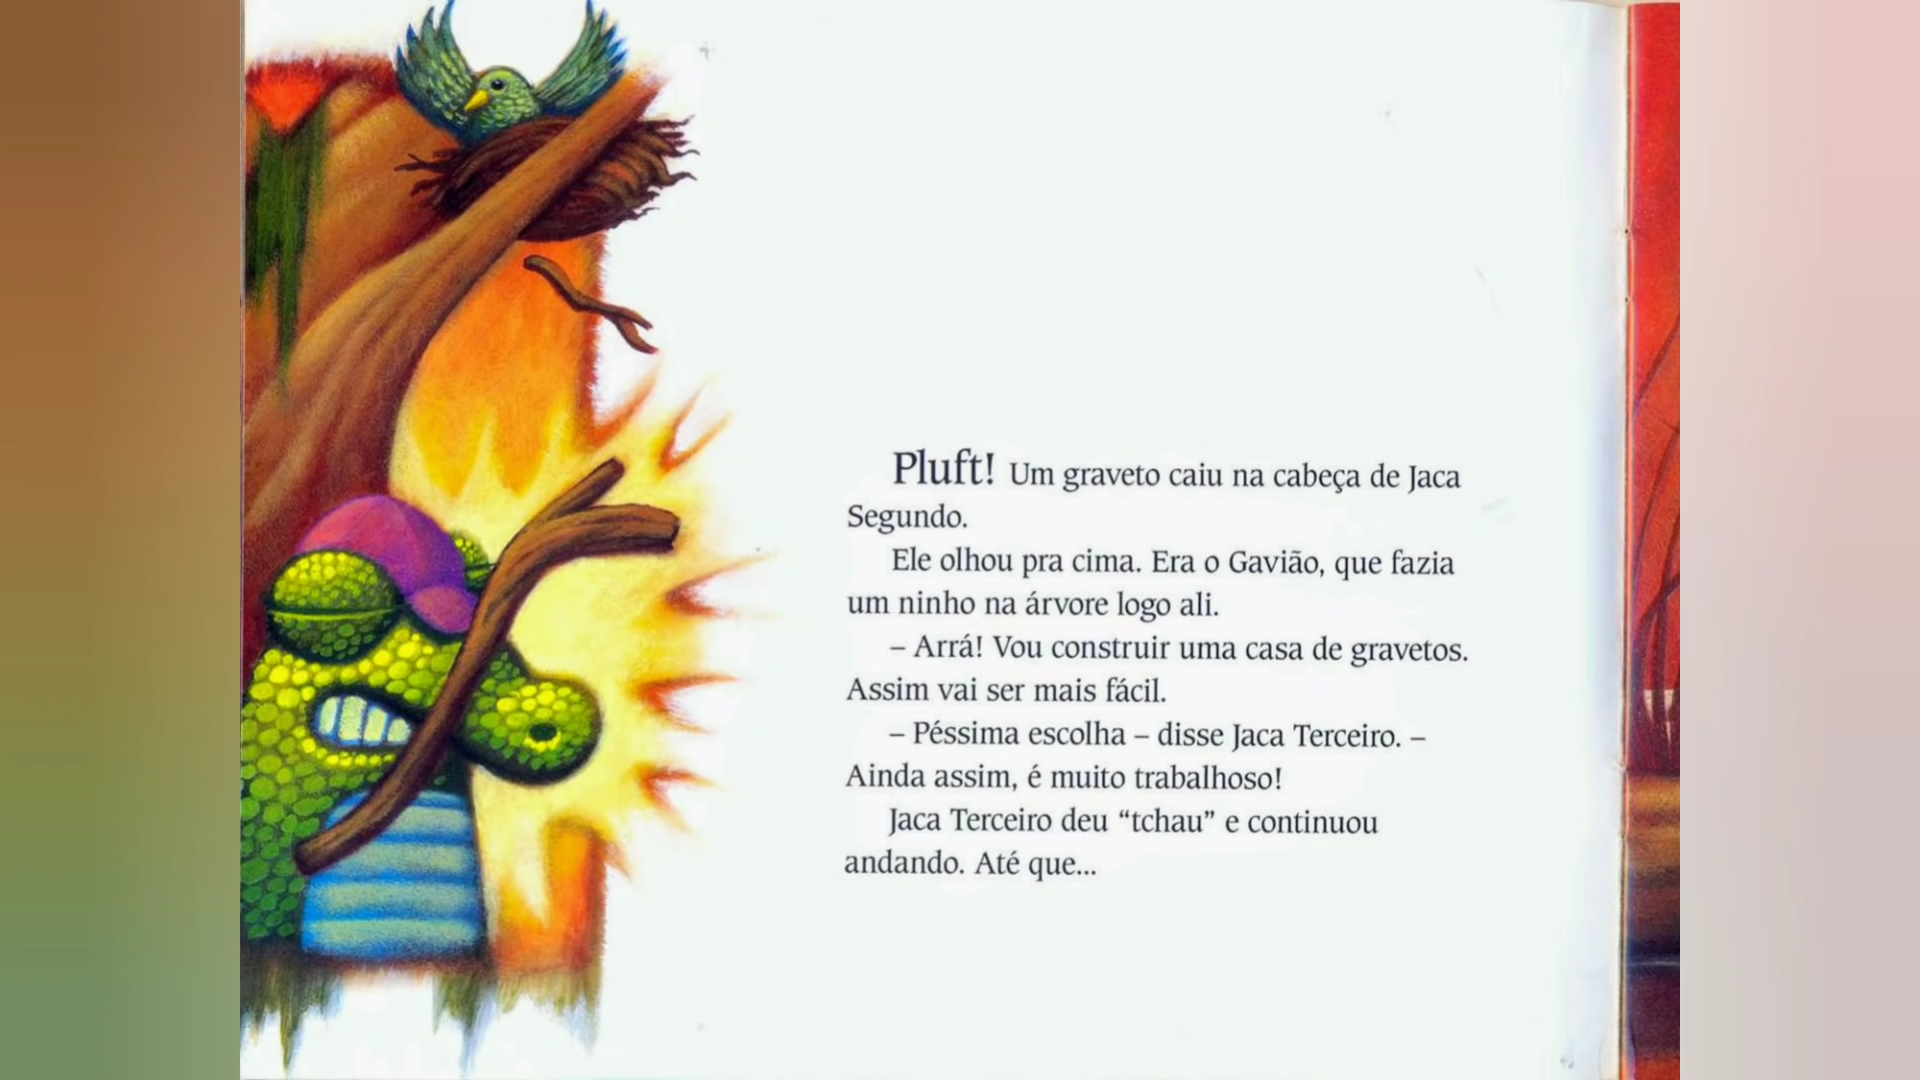 Pluft! Um graveto caiu na cabeça de Jaca
Segundo.
Ele olhou pra cima. Era o Gavião, que fazia
um ninho na árvore logo ali.
– Arrá! Vou construir uma casa de gravetos.
Assim vai ser mais fácil.
– Péssima escolha – disse Jaca Terceiro. –
Ainda assim, é muito trabalhoso!
Jaca Terceiro deu “tchau” e continuou
andando. Até que...